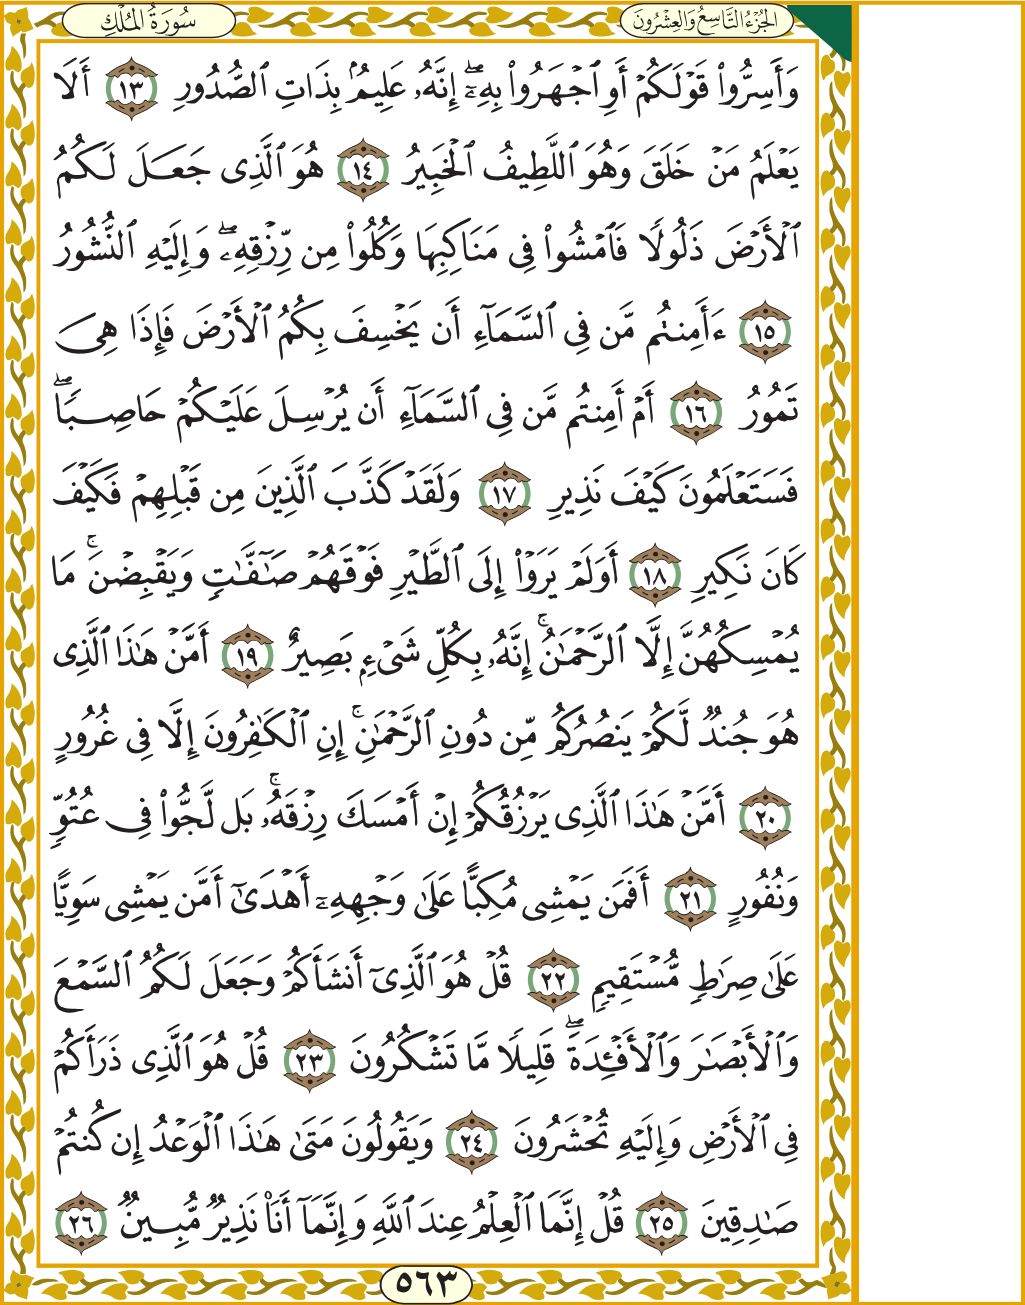 الجُزْءُ التَّاسِعُ وَالعِشْرُونَ
سُورَةُ المُلْكِ
وَأَسِرُّوا۟ قَوْلَكُمْ أَوِ ٱجْهَرُوا۟ بِهِۦٓۖ إِنَّهُۥ عَلِيمٌۢ بِذَاتِ ٱلصُّدُورِ ١٣ أَلَا
يَعْلَمُ مَنْ خَلَقَ وَهُوَ ٱللَّطِيفُ ٱلْخَبِيرُ ١٤ هُوَ ٱلَّذِى جَعَلَ لَكُمُ
ٱلْأَرْضَ ذَلُولًا فَٱمْشُوا۟ فِى مَنَاكِبِهَا وَكُلُوا۟ مِن رِّزْقِهِۦۖ وَإِلَيْهِ ٱلنُّشُورُ
١٥ ءَأَمِنتُم مَّن فِى ٱلسَّمَآءِ أَن يَخْسِفَ بِكُمُ ٱلْأَرْضَ فَإِذَا هِىَ
تَمُورُ ١٦ أَمْ أَمِنتُم مَّن فِى ٱلسَّمَآءِ أَن يُرْسِلَ عَلَيْكُمْ حَاصِبًاۖ
فَسَتَعْلَمُونَ كَيْفَ نَذِيرِ ١٧ وَلَقَدْ كَذَّبَ ٱلَّذِينَ مِن قَبْلِهِمْ فَكَيْفَ
كَانَ نَكِيرِ ١٨ أَوَلَمْ يَرَوْا۟ إِلَى ٱلطَّيْرِ فَوْقَهُمْ صَٰٓفَّٰتٍ وَيَقْبِضْنَۚ مَا
يُمْسِكُهُنَّ إِلَّا ٱلرَّحْمَٰنُۚ إِنَّهُۥ بِكُلِّ شَىْءٍۭ بَصِيرٌ ١٩ أَمَّنْ هَٰذَا ٱلَّذِى
هُوَ جُندٌ لَّكُمْ يَنصُرُكُم مِّن دُونِ ٱلرَّحْمَٰنِۚ إِنِ ٱلْكَٰفِرُونَ إِلَّا فِى غُرُورٍ
٢٠ أَمَّنْ هَٰذَا ٱلَّذِى يَرْزُقُكُمْ إِنْ أَمْسَكَ رِزْقَهُۥۚ بَل لَّجُّوا۟ فِى عُتُوٍّ
وَنُفُورٍ ٢١ أَفَمَن يَمْشِى مُكِبًّا عَلَىٰ وَجْهِهِۦٓ أَهْدَىٰٓ أَمَّن يَمْشِى سَوِيًّا
عَلَىٰ صِرَٰطٍ مُّسْتَقِيمٍ ٢٢ قُلْ هُوَ ٱلَّذِىٓ أَنشَأَكُمْ وَجَعَلَ لَكُمُ ٱلسَّمْعَ
وَٱلْأَبْصَٰرَ وَٱلْأَفْـِٔدَةَۖ قَلِيلًا مَّا تَشْكُرُونَ ٢٣ قُلْ هُوَ ٱلَّذِى ذَرَأَكُمْ
فِى ٱلْأَرْضِ وَإِلَيْهِ تُحْشَرُونَ ٢٤ وَيَقُولُونَ مَتَىٰ هَٰذَا ٱلْوَعْدُ إِن كُنتُمْ
صَٰدِقِينَ ٢٥ قُلْ إِنَّمَا ٱلْعِلْمُ عِندَ ٱللَّهِ وَإِنَّمَآ أَنَا۠ نَذِيرٌ مُّبِينٌ ٢٦
٥٦٣